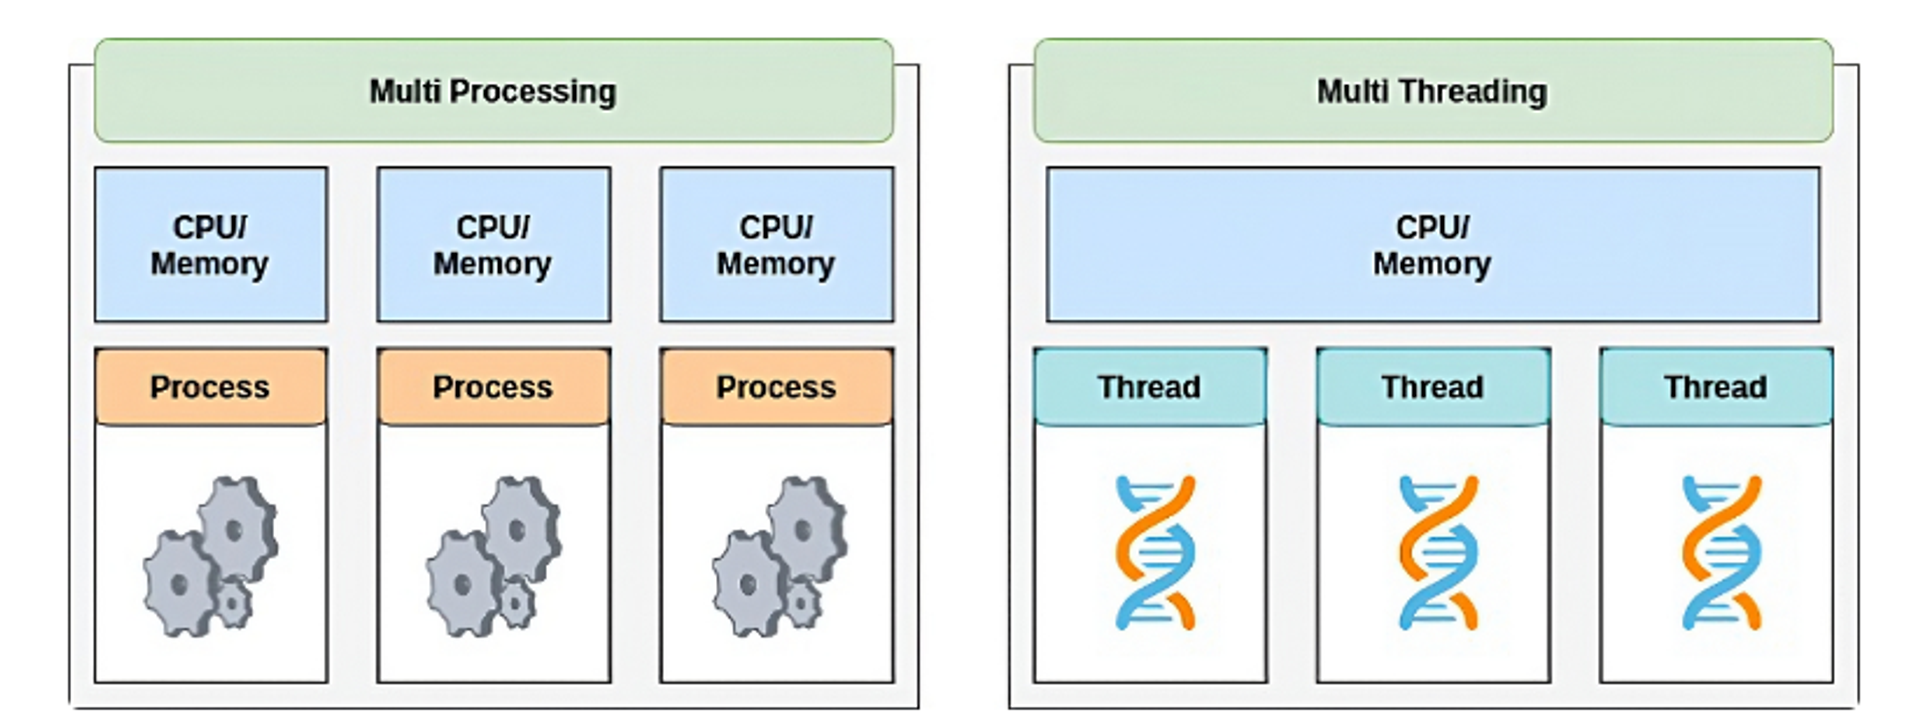 Multi Processing
CPU/
Memory
CPU/
Memory
CPU/
Memory
Process
Process
Process
Multi Threading
CPU/
Memory
Thread
Thread
Thread